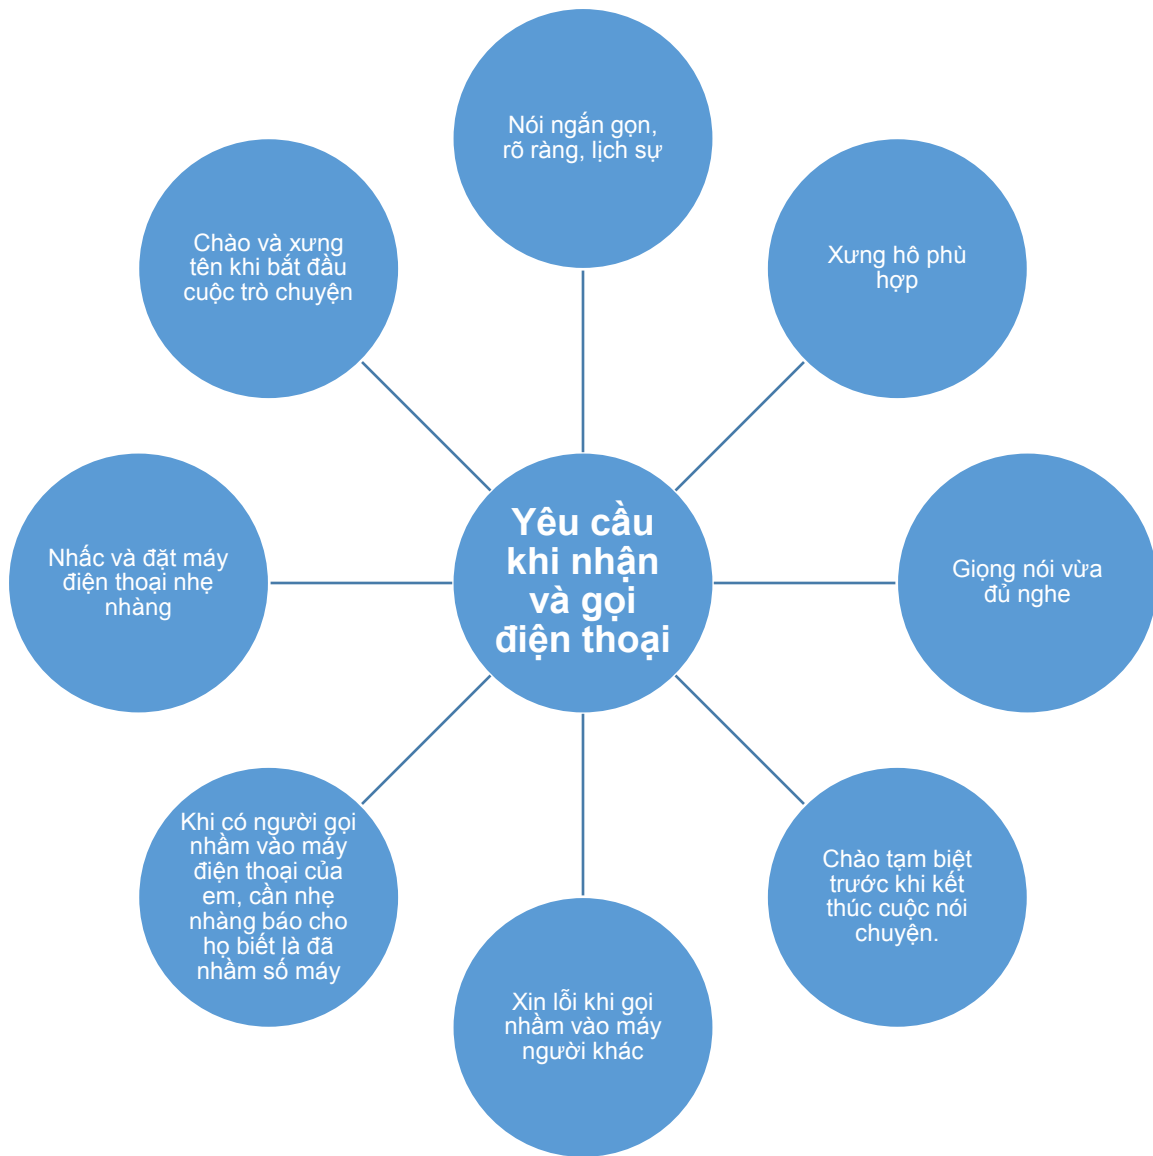 Nói ngắn gọn,
rõ ràng, lịch sự
Chào và xưng
tên khi bắt đầu
cuộc trò chuyện
Xưng hô phù
hợp
Yêu cầu
khi nhận
và gọi
điện thoại
Nhấc và đặt máy
điện thoại nhẹ
nhàng
Giọng nói vừa
đủ nghe
Khi có người gọi
nhầm vào máy
điện thoại của
em, cần nhẹ
nhàng báo cho
họ biết là đã
nhầm số máy
Chào tạm biệt
trước khi kết
thúc cuộc nói
chuyện.
Xin lỗi khi gọi
nhầm vào máy
người khác